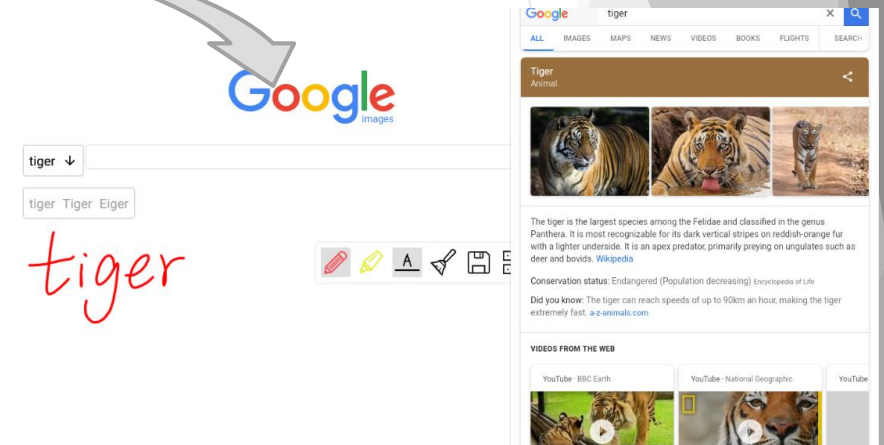 Google
images
tiger ↓
tiger Tiger Eiger
tiger
A
Google tiger ×
ALL IMAGES MAPS NEWS VIDEOS BOOKS FLIGHTS SEARCH
Tiger
Animal
The tiger is the largest species among the Felidae and classified in the genus
Panthera. It is most recognizable for its dark vertical stripes on reddish-orange fur
with a lighter underside. It is an apex predator, primarily preying on ungulates such as
deer and bovids. Wikipedia
Conservation status: Endangered (Population decreasing) Encyclopedia of Life
Did you know: The tiger can reach speeds of up to 90km an hour, making the tiger
extremely fast. a-z-animals.com
VIDEOS FROM THE WEB
YouTube · BBC Earth
YouTube · National Geographic
YouTube